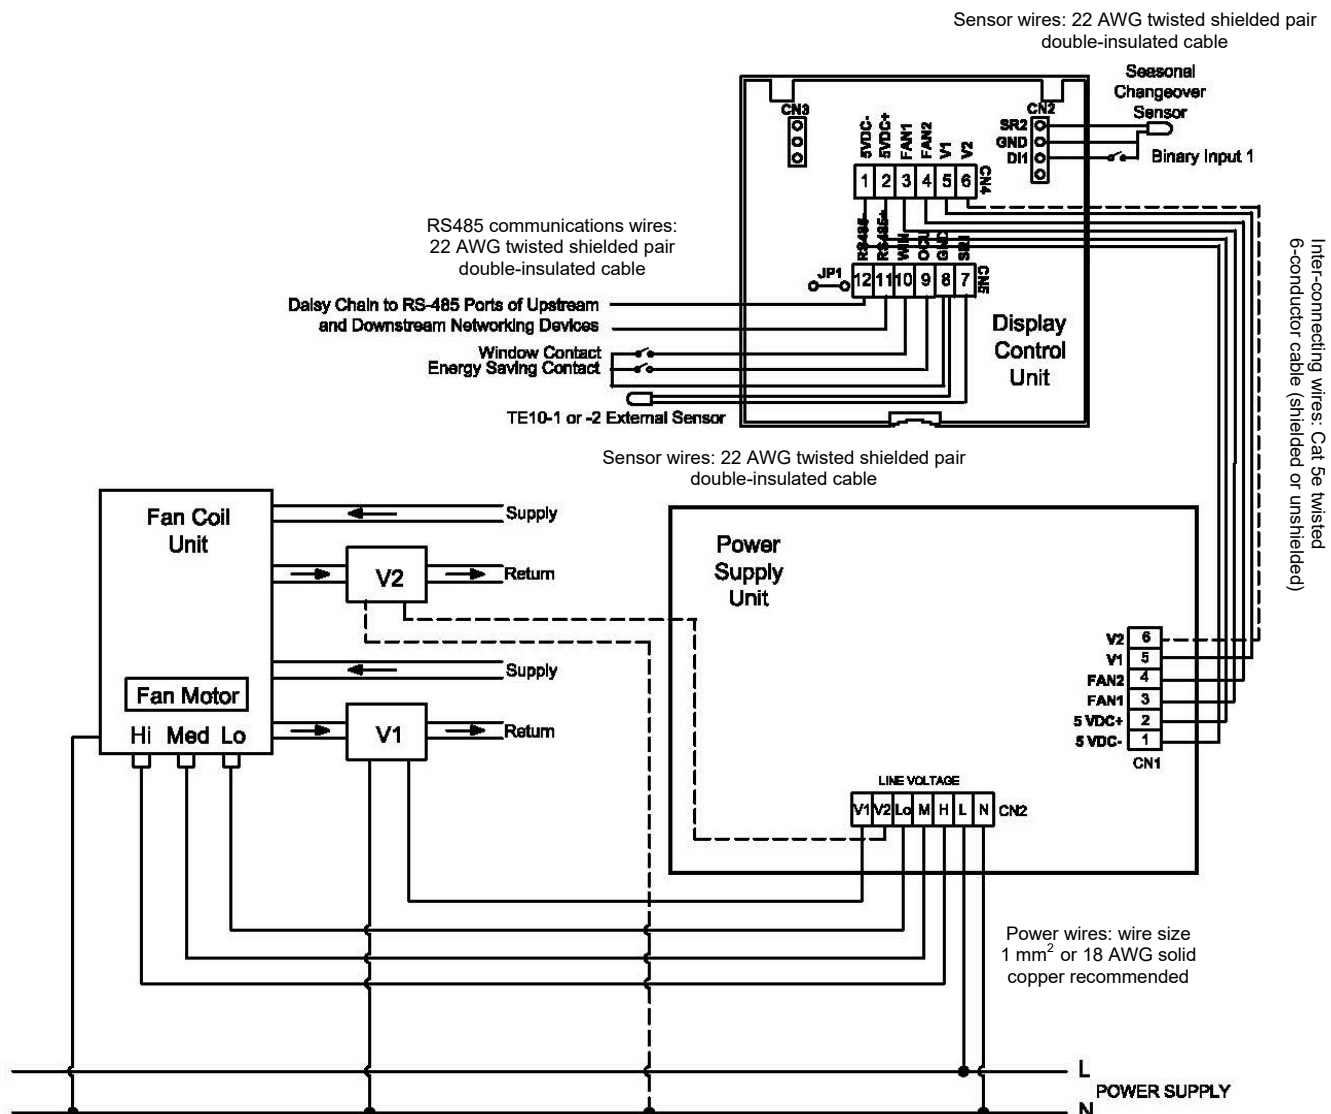 Sensor wires: 22 AWG twisted shielded pair
double-insulated cable
Seasonal
Changeover
Sensor
CN3
CN2
SR2
GND
DI1
Binary Input 1
5VDC-
5VDC+
FAN1
FAN2
V1
V2
1 2 3 4 5 6
CN4
RS485-
RS485+
WIN
OCU
GND
SR1
JP1
12 11 10 9 8 7
CN5
RS485 communications wires:
22 AWG twisted shielded pair
double-insulated cable
Daisy Chain to RS-485 Ports of Upstream
and Downstream Networking Devices
Window Contact
Energy Saving Contact
TE10-1 or -2 External Sensor
Display
Control
Unit
Inter-connecting wires: Cat 5e twisted
6-conductor cable (shielded or unshielded)
Sensor wires: 22 AWG twisted shielded pair
double-insulated cable
Fan Coil
Unit
Supply
V2
Return
Supply
Fan Motor
Hi Med Lo
V1
Return
Power
Supply
Unit
V2 6
V1 5
FAN2 4
FAN1 3
5 VDC+ 2
5 VDC- 1
CN1
LINE VOLTAGE
V1 V2 Lo M H L N
CN2
Power wires: wire size
1 mm² or 18 AWG solid
copper recommended
L
POWER SUPPLY
N